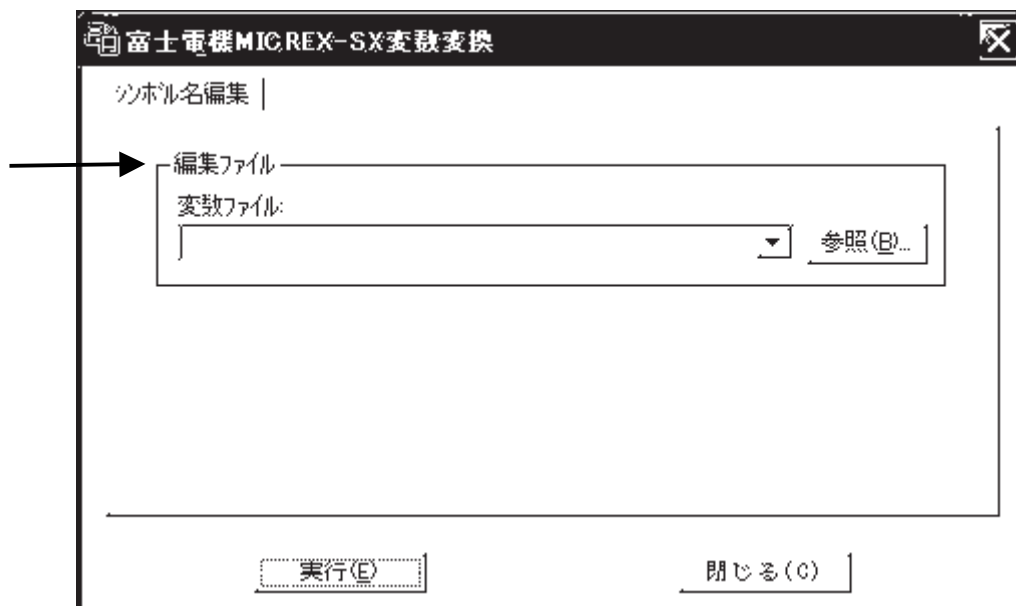 富士電機MICREX-SX変数変換
シンボル名編集
編集ファイル
変数ファイル:
参照(B)...
実行(E)
閉じる(C)